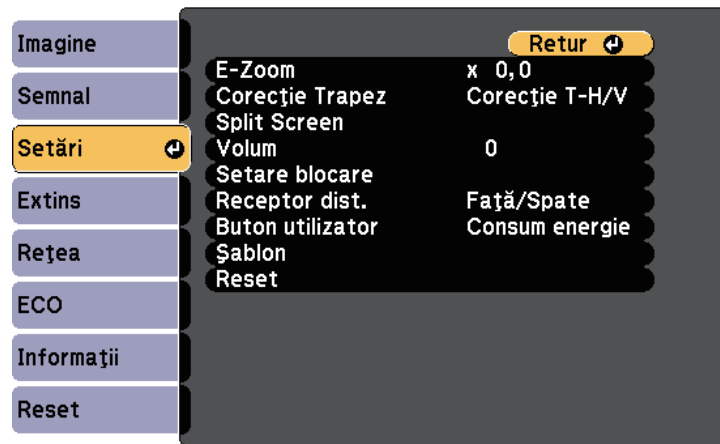 Imagine
Semnal
Setări
Extins
Reţea
ECO
Informaţii
Reset
Retur
E-Zoom x 0,0
Corecţie Trapez Corecţie T-H/V
Split Screen
Volum 0
Setare blocare
Receptor dist. Faţă/Spate
Buton utilizator Consum energie
Şablon
Reset